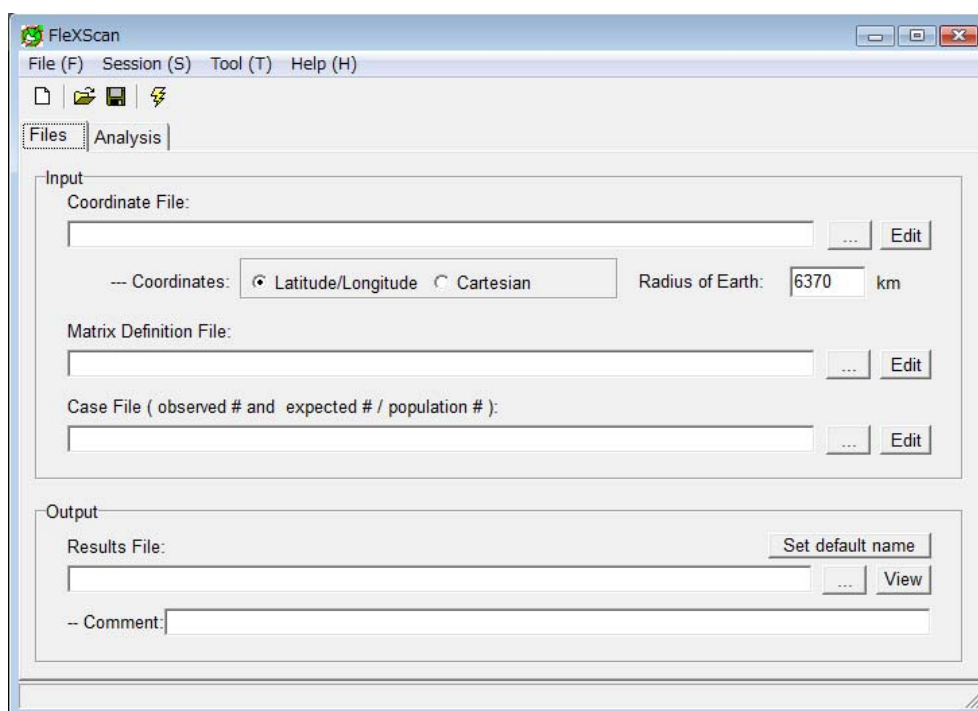 FleXScan
File (F) Session (S) Tool (T) Help (H)
Files Analysis
Input
Coordinate File:
... Edit
--- Coordinates: Latitude/Longitude Cartesian Radius of Earth: 6370 km
Matrix Definition File:
... Edit
Case File ( observed # and expected # / population # ):
... Edit
Output
Results File: Set default name
... View
-- Comment: